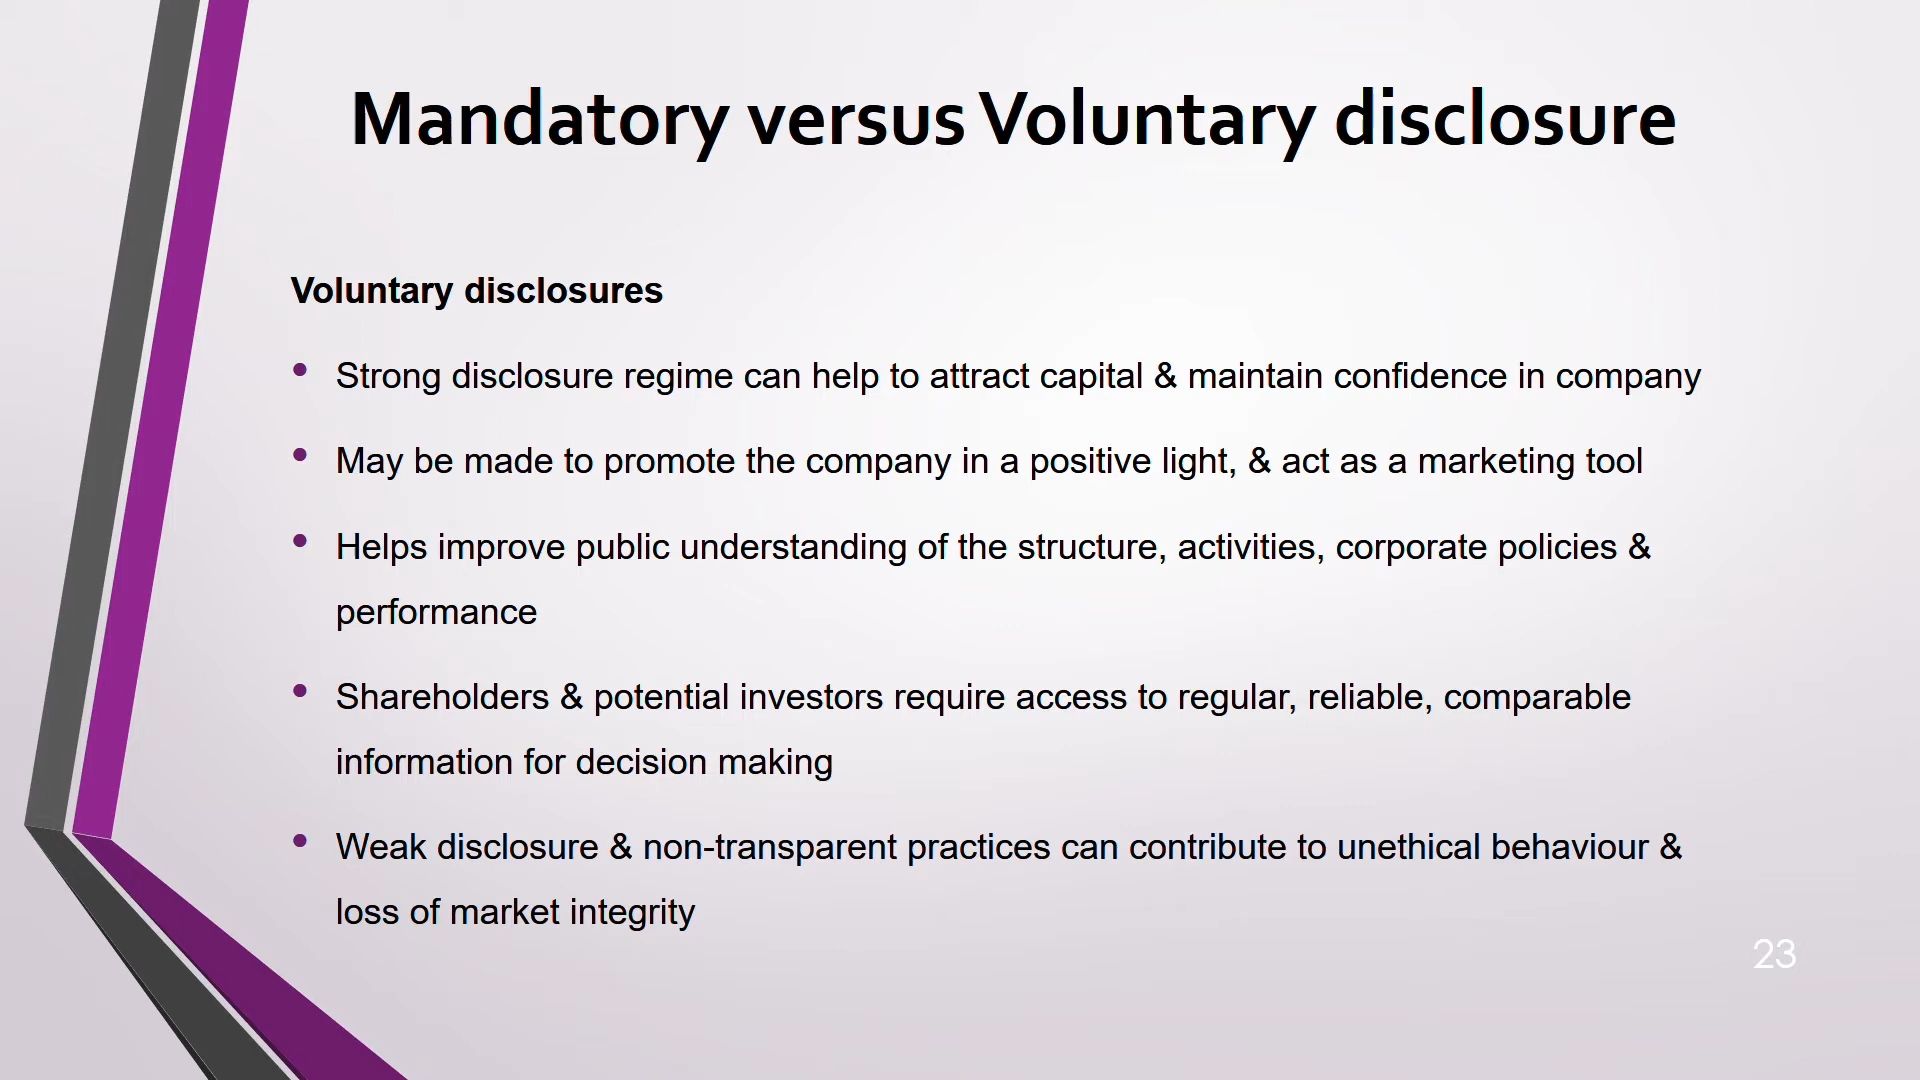 Mandatory versus Voluntary disclosure
Voluntary disclosures
• Strong disclosure regime can help to attract capital & maintain confidence in company
• May be made to promote the company in a positive light, & act as a marketing tool
• Helps improve public understanding of the structure, activities, corporate policies &
performance
• Shareholders & potential investors require access to regular, reliable, comparable
information for decision making
• Weak disclosure & non-transparent practices can contribute to unethical behaviour &
loss of market integrity
23